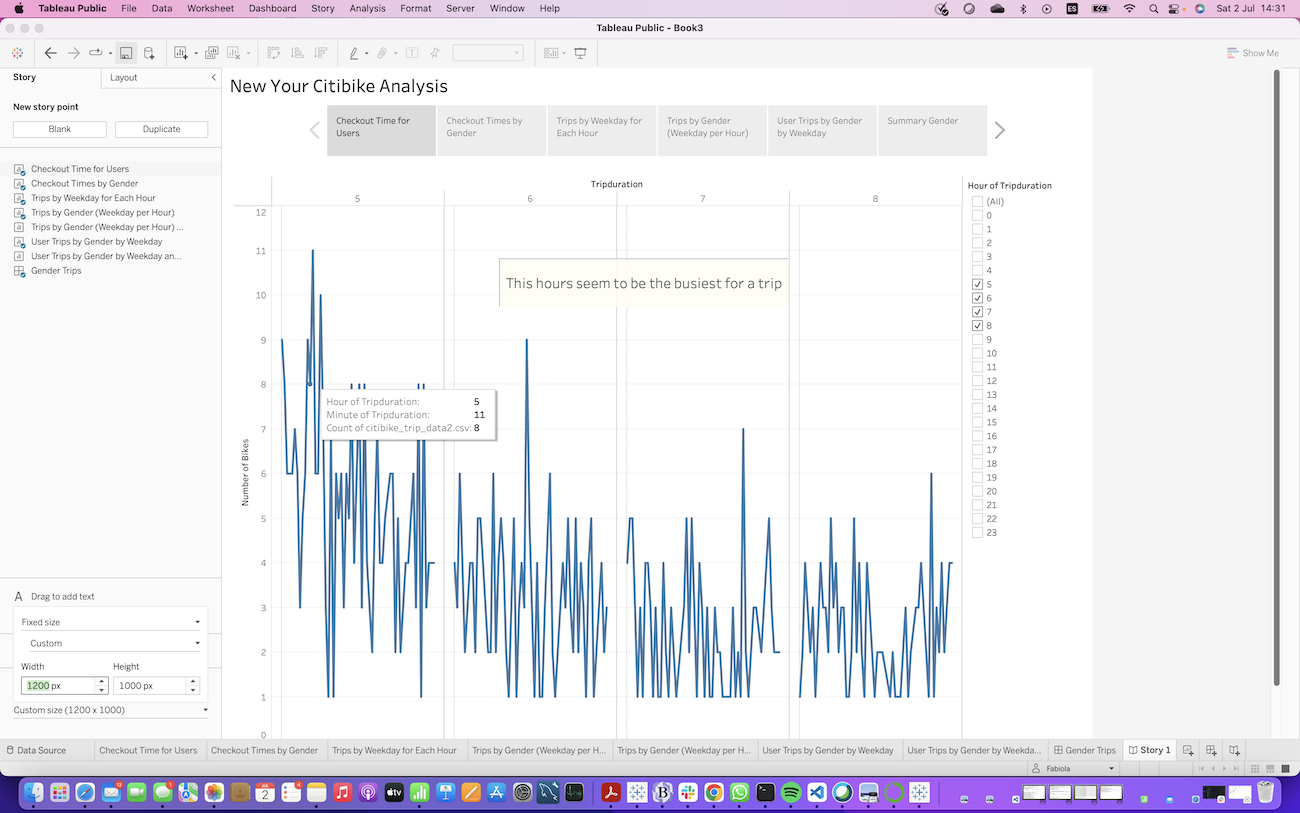 Tableau Public File Data Worksheet Dashboard Story Analysis Format Server Window Help
ES
Sat 2 Jul 14:31
Tableau Public - Book3
Show Me
Story Layout
New story point
Blank Duplicate
Checkout Time for Users
Checkout Times by Gender
Trips by Weekday for Each Hour
Trips by Gender (Weekday per Hour)
Trips by Gender (Weekday per Hour) ...
User Trips by Gender by Weekday
User Trips by Gender by Weekday an...
Gender Trips
A Drag to add text
Fixed size
Custom
Width Height
1200 px 1000 px
Custom size (1200 x 1000)
New Your Citibike Analysis
Checkout Time for
Users
Checkout Times by
Gender
Trips by Weekday for
Each Hour
Trips by Gender
(Weekday per Hour)
User Trips by Gender
by Weekday
Summary Gender
Tripduration
5 6 7 8
12
11
10
9
8
7
6
5
4
3
2
1
0
Number of Bikes
This hours seem to be the busiest for a trip
Hour of Tripduration: 5
Minute of Tripduration: 11
Count of citibike_trip_data2.csv: 8
Hour of Tripduration
(All)
0
1
2
3
4
5
6
7
8
9
10
11
12
13
14
15
16
17
18
19
20
21
22
23
Data Source Checkout Time for Users Checkout Times by Gender Trips by Weekday for Each Hour Trips by Gender (Weekday per H... Trips by Gender (Weekday per H... User Trips by Gender by Weekday User Trips by Gender by Weekda... Gender Trips Story 1
Fabiola
2
tv
B